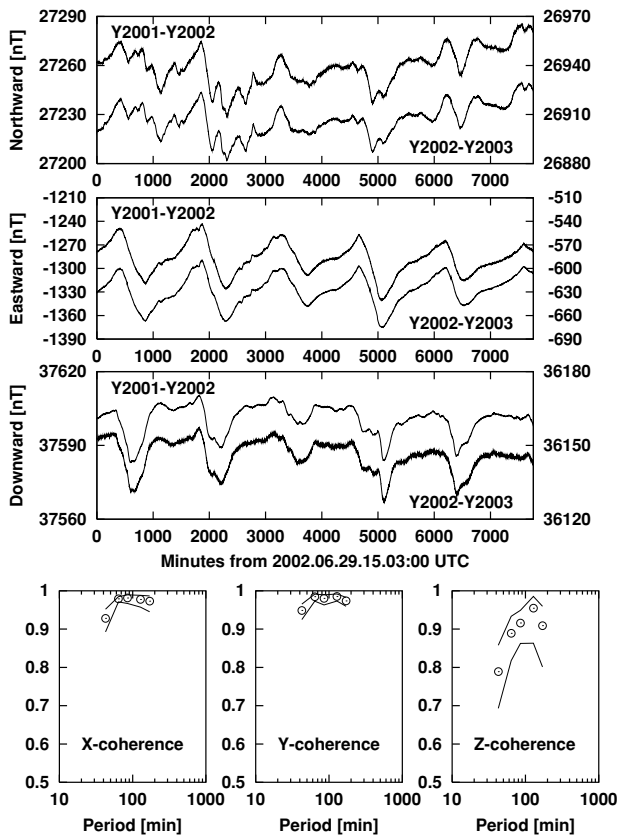 Northward [nT]
27290
27260
27230
27200
Y2001-Y2002
Y2002-Y2003
26970
26940
26910
26880
0 1000 2000 3000 4000 5000 6000 7000
Eastward [nT]
-1210
-1240
-1270
-1300
-1330
-1360
-1390
Y2001-Y2002
Y2002-Y2003
-510
-540
-570
-600
-630
-660
-690
0 1000 2000 3000 4000 5000 6000 7000
Downward [nT]
37620
37590
37560
Y2001-Y2002
Y2002-Y2003
36180
36150
36120
0 1000 2000 3000 4000 5000 6000 7000
Minutes from 2002.06.29.15.03:00 UTC
1
0.9
0.8
0.7
0.6
0.5
X-coherence
10 100 1000
Period [min]
1
0.9
0.8
0.7
0.6
0.5
Y-coherence
10 100 1000
Period [min]
1
0.9
0.8
0.7
0.6
0.5
Z-coherence
10 100 1000
Period [min]